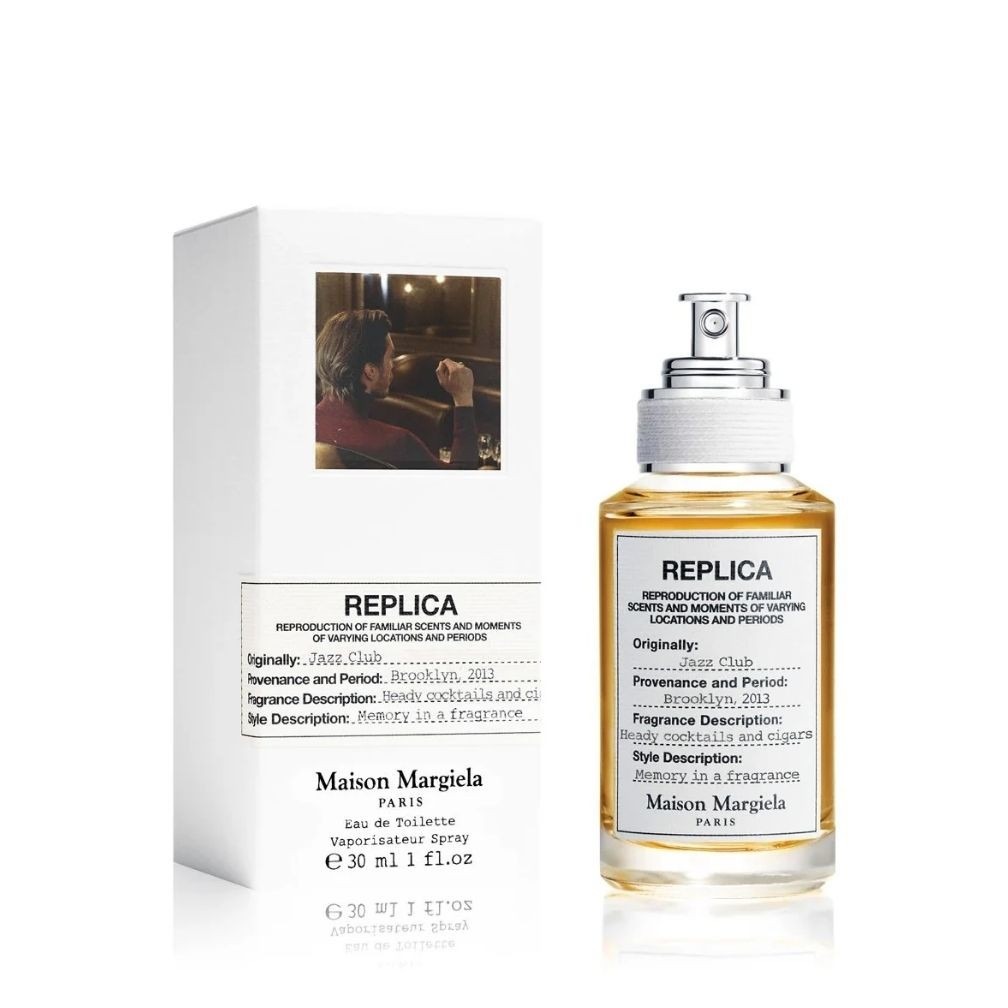 REPLICA
REPRODUCTION OF FAMILIAR SCENTS AND MOMENTS
OF VARYING LOCATIONS AND PERIODS
Originally: Jazz Club
Provenance and Period: Brooklyn, 2013
Fragrance Description: Heady cocktails and ci
Style Description: Memory in a fragrance
Maison Margiela
PARIS
Eau de Toilette
Vaporisateur Spray
℮ 30 ml 1 fl.oz
REPLICA
REPRODUCTION OF FAMILIAR
SCENTS AND MOMENTS OF VARYING
LOCATIONS AND PERIODS
Originally:
Jazz Club
Provenance and Period:
Brooklyn, 2013
Fragrance Description:
Heady cocktails and cigars
Style Description:
Memory in a fragrance
Maison Margiela
PARIS